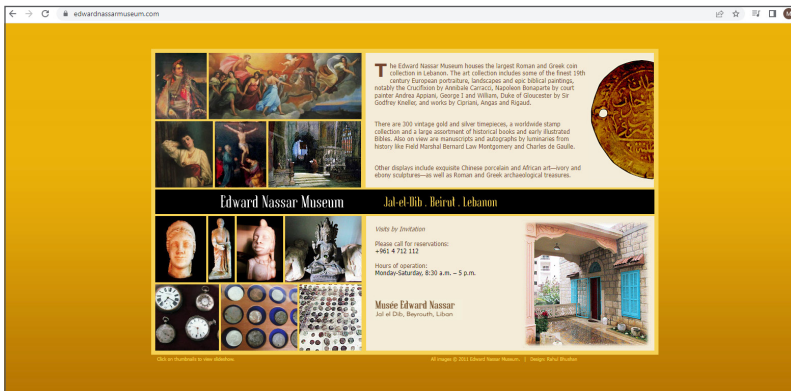 edwardnassarmuseum.com
The Edward Nassar Museum houses the largest Roman and Greek coin
collection in Lebanon. The art collection includes some of the finest 19th
century European portraiture, landscapes and epic biblical paintings,
notably the Crucifixion by Annibale Carracci, Napoleon Bonaparte by court
painter Andrea Appiani, George I and William, Duke of Gloucester by Sir
Godfrey Kneller, and works by Cipriani, Angas and Rigaud.
There are 300 vintage gold and silver timepieces, a worldwide stamp
collection and a large assortment of historical books and early illustrated
Bibles. Also on view are manuscripts and autographs by luminaries from
history like Field Marshal Bernard Law Montgomery and Charles de Gaulle.
Other displays include exquisite Chinese porcelain and African art—ivory and
ebony sculptures—as well as Roman and Greek archaeological treasures.
Edward Nassar Museum
Jal-el-Dib . Beirut . Lebanon
Visits by Invitation
Please call for reservations:
+961 4 712 112
Hours of operation:
Monday-Saturday, 8:30 a.m. – 5 p.m.
Musée Edward Nassar
Jal el Dib, Beyrouth, Liban
Click on thumbnails to view slideshow.
All images © 2011 Edward Nassar Museum. | Design: Rahul Bhushan